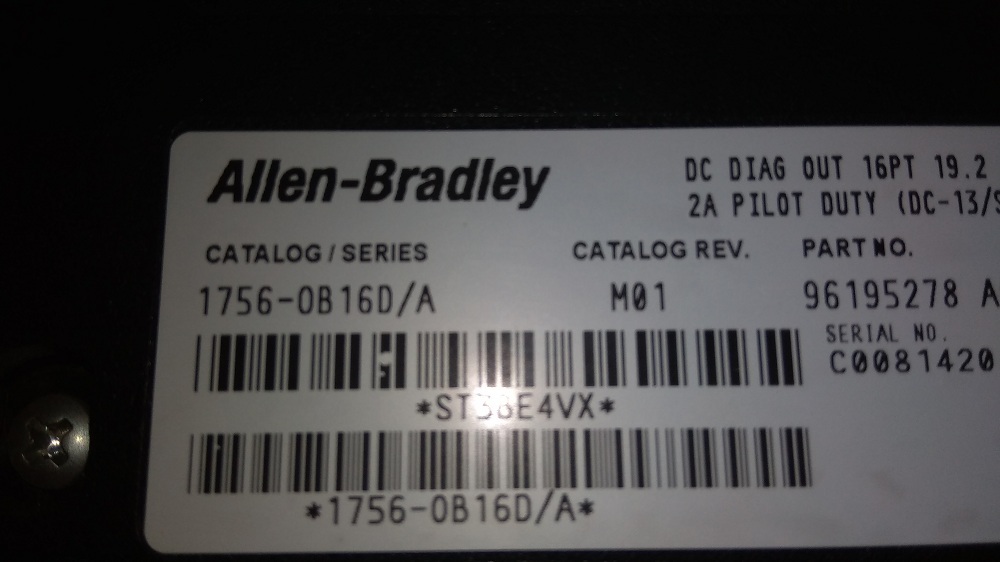 Allen-Bradley
DC DIAG OUT 16PT 19.2
2A PILOT DUTY (DC-13/
CATALOG / SERIES
CATALOG REV.
PART NO.
1756-OB16D/A
M01
96195278 A
SERIAL NO.
C0081420
*1756-OB16D/A*